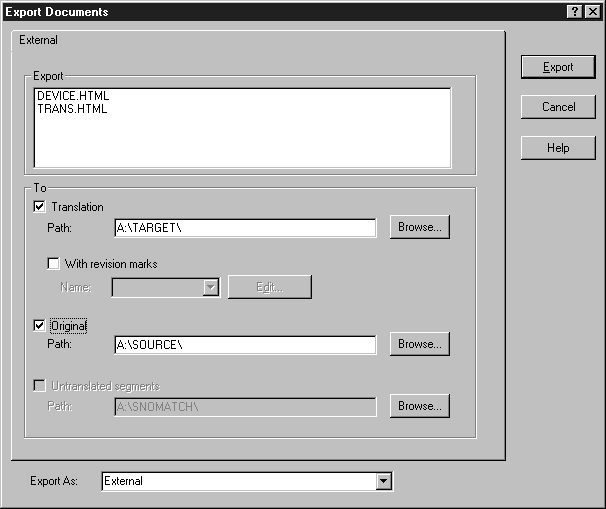 Export Documents
External
Export
DEVICE.HTML
TRANS.HTML
Export
Cancel
Help
To
Translation
Path: A:\TARGET\ Browse...
With revision marks
Name: Edit...
Original
Path: A:\SOURCE\ Browse...
Untranslated segments
Path: A:\SNOMATCH\ Browse...
Export As: External